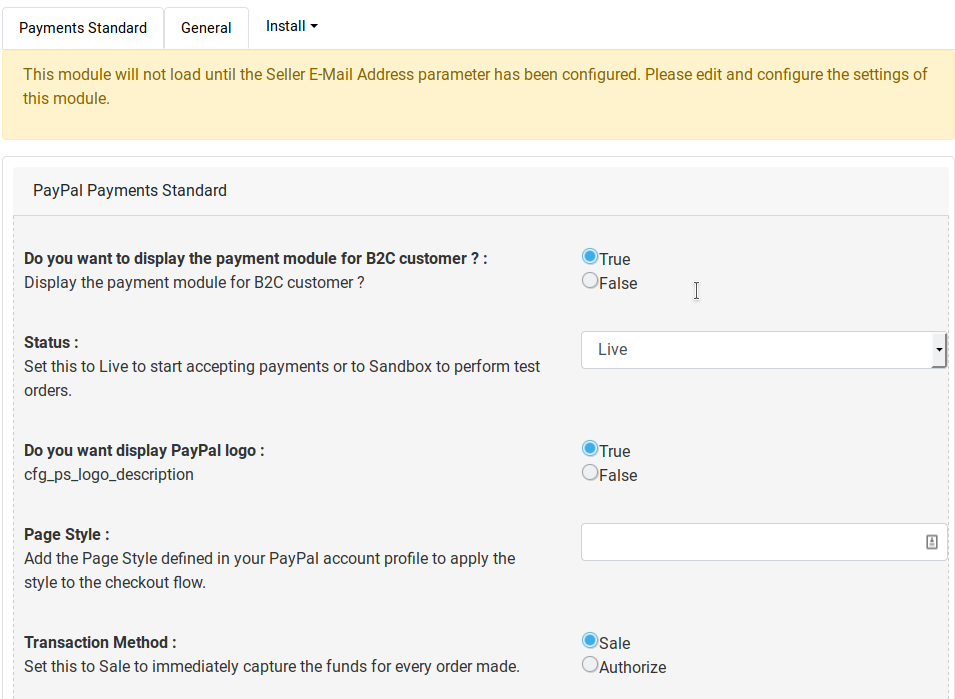 Payments Standard
General
Install
This module will not load until the Seller E-Mail Address parameter has been configured. Please edit and configure the settings of
this module.
PayPal Payments Standard
Do you want to display the payment module for B2C customer ? :
Display the payment module for B2C customer ?
True
False
Status :
Set this to Live to start accepting payments or to Sandbox to perform test
orders.
Live
Do you want display PayPal logo :
cfg_ps_logo_description
True
False
Page Style :
Add the Page Style defined in your PayPal account profile to apply the
style to the checkout flow.
Transaction Method :
Set this to Sale to immediately capture the funds for every order made.
Sale
Authorize